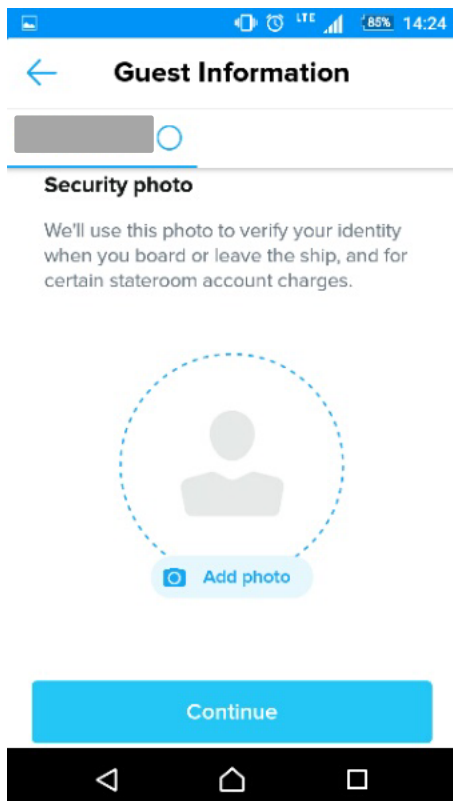 LTE 85% 14:24
Guest Information
Security photo
We'll use this photo to verify your identity
when you board or leave the ship, and for
certain stateroom account charges.
Add photo
Continue